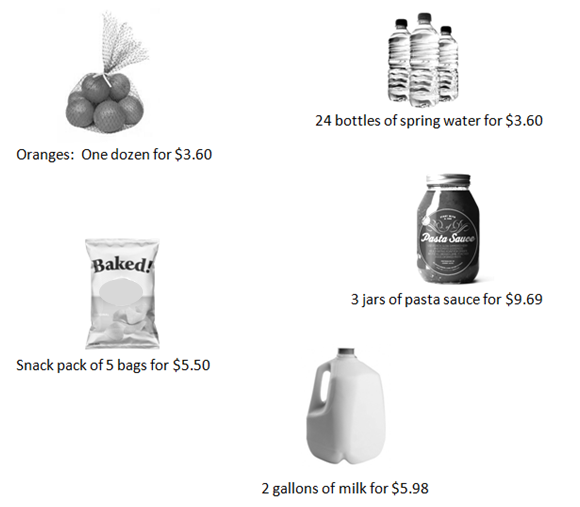 24 bottles of spring water for $3.60
Oranges:  One dozen for $3.60
Pasta Sauce
3 jars of pasta sauce for $9.69
Baked!
Snack pack of 5 bags for $5.50
2 gallons of milk for $5.98